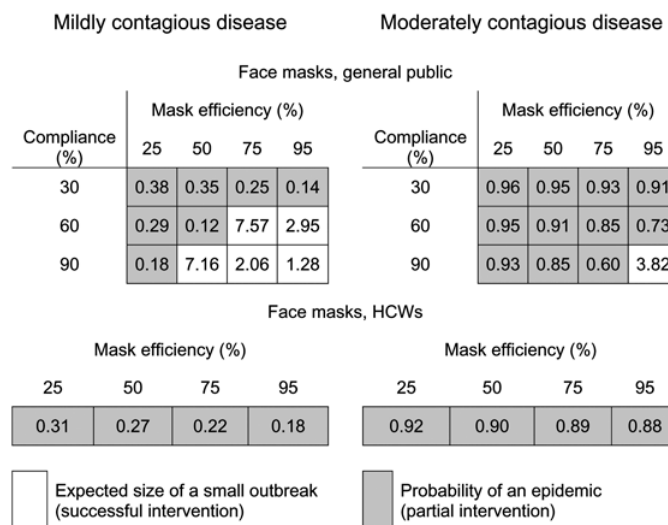 Mildly contagious disease Moderately contagious disease
Face masks, general public
Mask efficiency (%) Mask efficiency (%)
Compliance (%) 25 50 75 95 Compliance (%) 25 50 75 95
30 0.38 0.35 0.25 0.14 30 0.96 0.95 0.93 0.91
60 0.29 0.12 7.57 2.95 60 0.95 0.91 0.85 0.73
90 0.18 7.16 2.06 1.28 90 0.93 0.85 0.60 3.82
Face masks, HCWs
Mask efficiency (%) Mask efficiency (%)
25 50 75 95 25 50 75 95
0.31 0.27 0.22 0.18 0.92 0.90 0.89 0.88
Expected size of a small outbreak Probability of an epidemic
(successful intervention) (partial intervention)